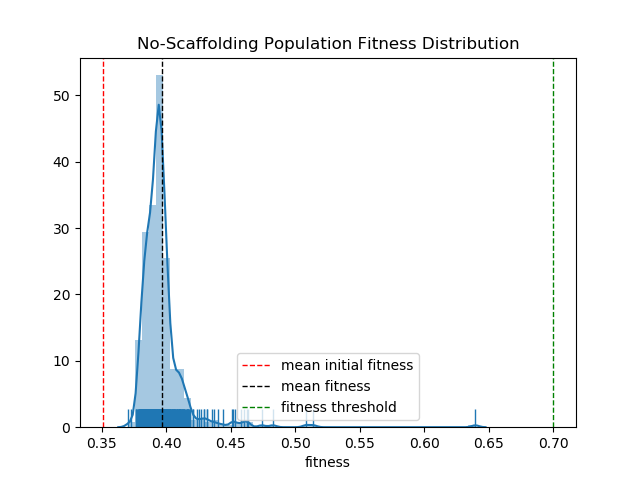 No-Scaffolding Population Fitness Distribution
50
40
30
20
10
0
mean initial fitness
mean fitness
fitness threshold
0.35 0.40 0.45 0.50 0.55 0.60 0.65 0.70
fitness